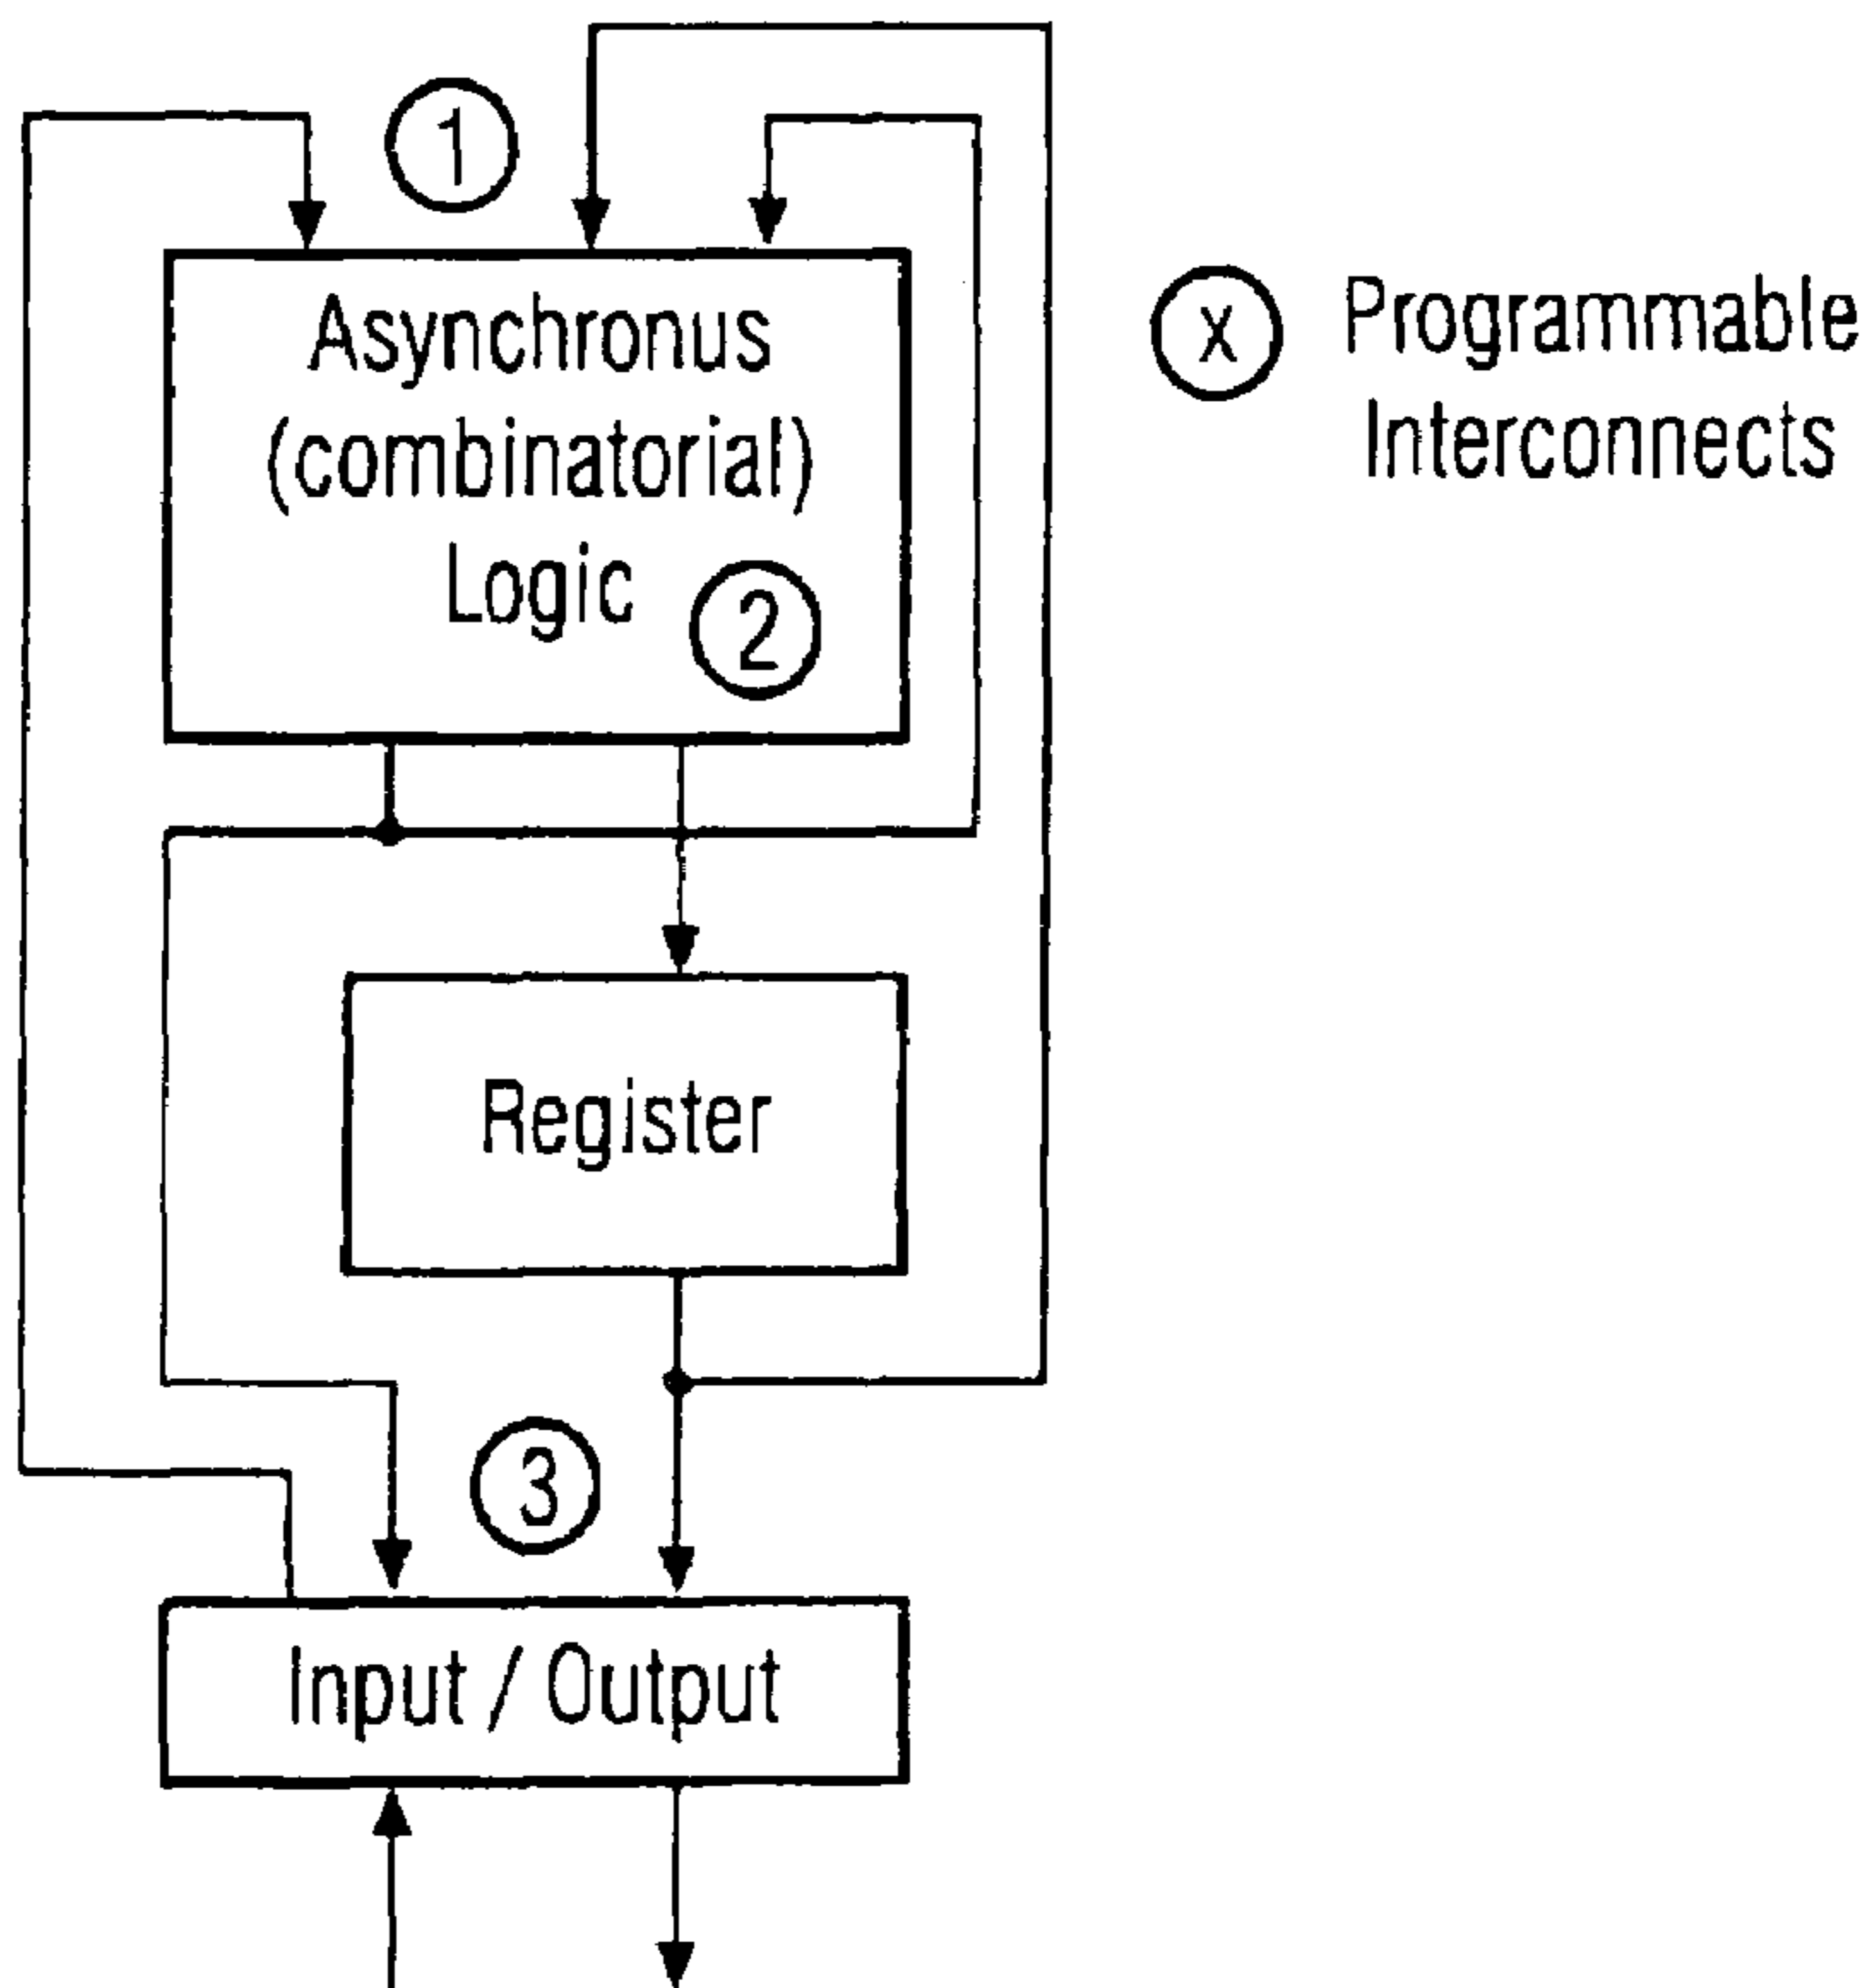 1
Asynchronus
(combinatorial)
Logic
2
Register
3
Input / Output
x
Programmable
Interconnects